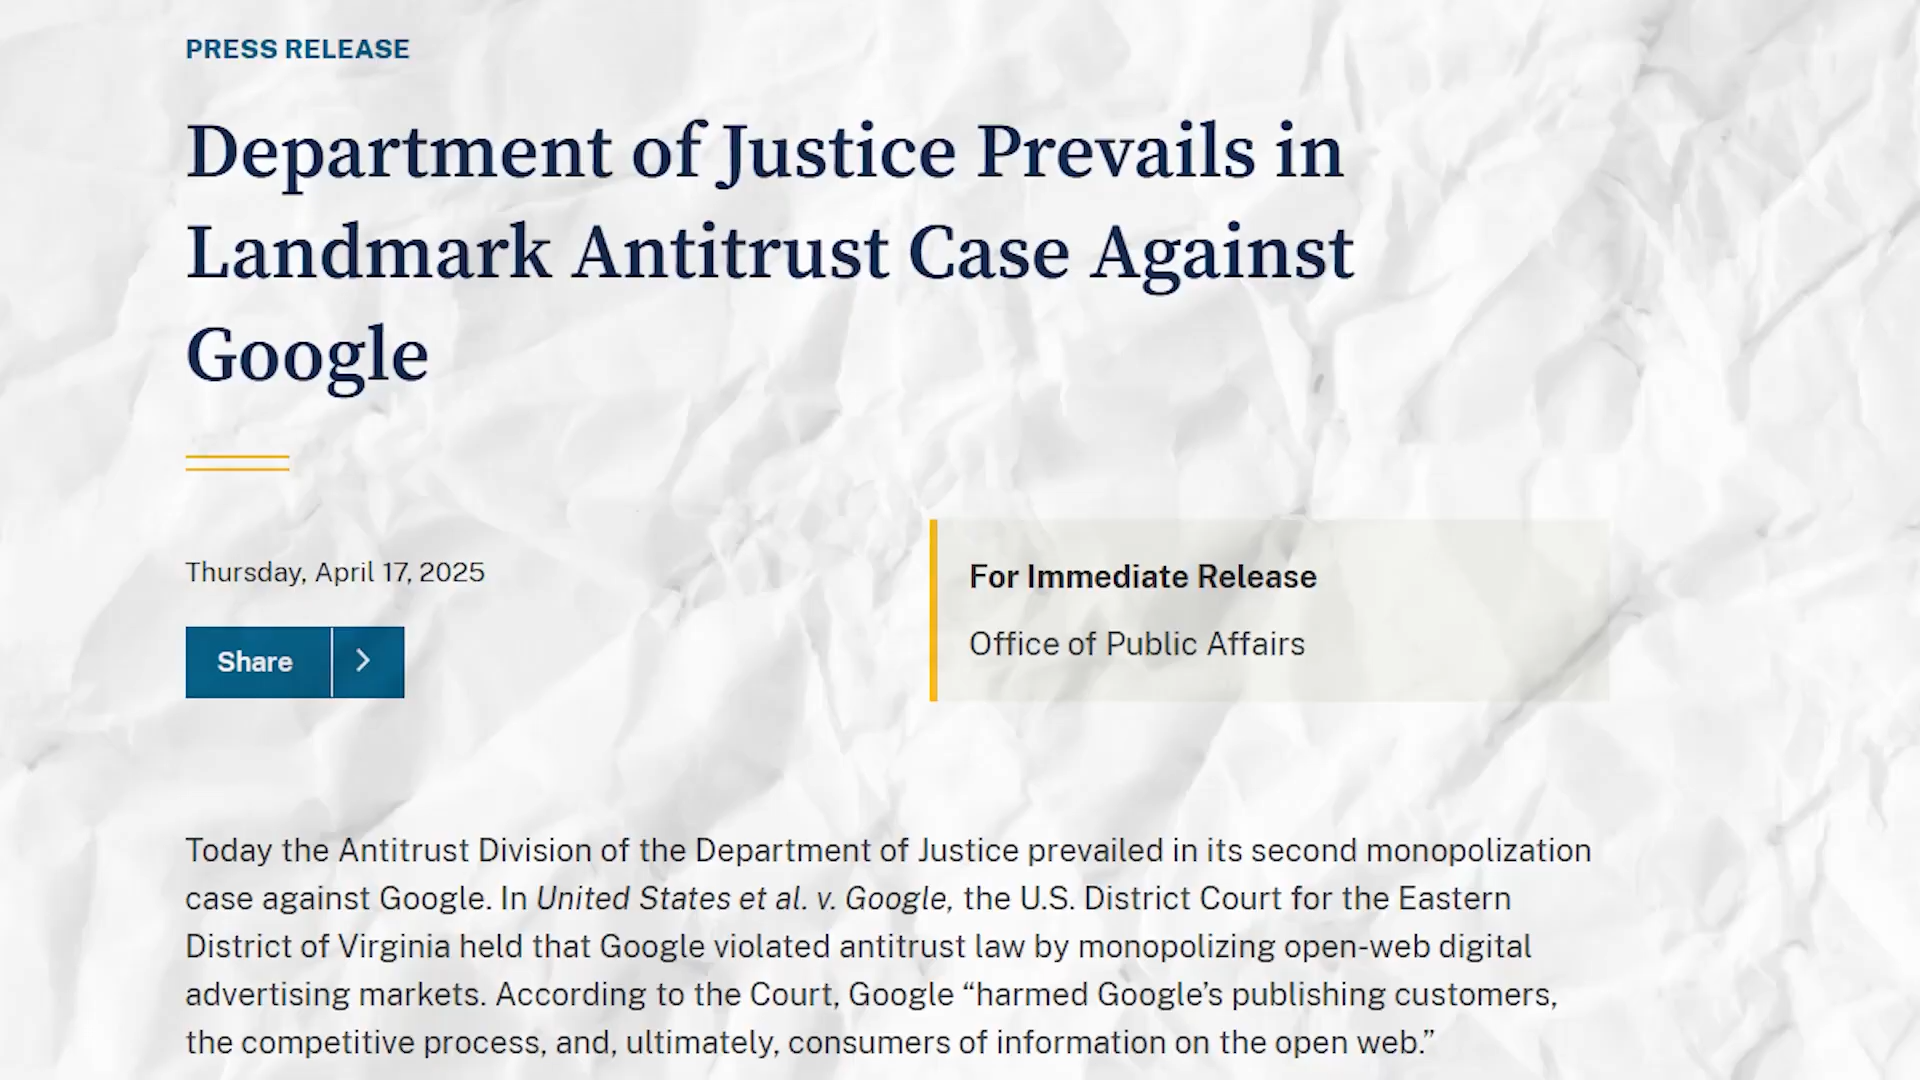 PRESS RELEASE
Department of Justice Prevails in
Landmark Antitrust Case Against
Google
Thursday, April 17, 2025
Share
For Immediate Release
Office of Public Affairs
Today the Antitrust Division of the Department of Justice prevailed in its second monopolization
case against Google. In United States et al. v. Google, the U.S. District Court for the Eastern
District of Virginia held that Google violated antitrust law by monopolizing open-web digital
advertising markets. According to the Court, Google “harmed Google’s publishing customers,
the competitive process, and, ultimately, consumers of information on the open web.”